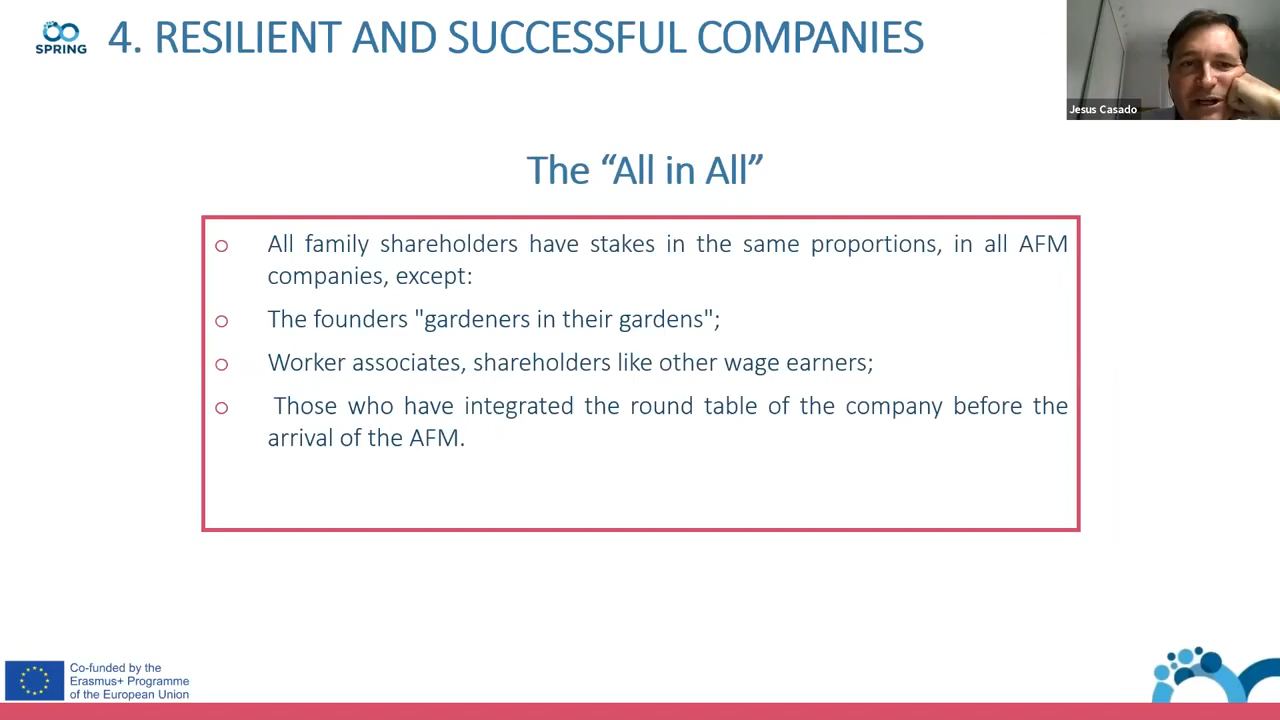 SPRING
4. RESILIENT AND SUCCESSFUL COMPANIES
Jesus Casado
The “All in All”
o All family shareholders have stakes in the same proportions, in all AFM
companies, except:
o The founders "gardeners in their gardens";
o Worker associates, shareholders like other wage earners;
o Those who have integrated the round table of the company before the
arrival of the AFM.
Co-funded by the
Erasmus+ Programme
of the European Union